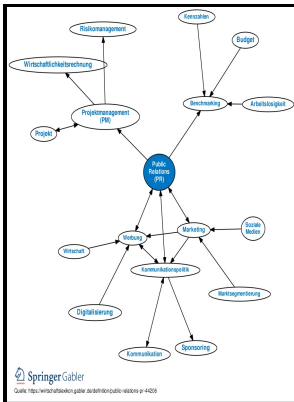 Kennzahlen
Risikomanagement
Budget
Wirtschaftlichkeitsrechnung
Benchmarking
Arbeitslosigkeit
Projektmanagement
(PM)
Projekt
Public
Relations
(PR)
Soziale
Medien
Marketing
Werbung
Wirtschaft
Kommunikationspolitik
Marktsegmentierung
Digitalisierung
Sponsoring
Kommunikation
Springer Gabler
Quelle: https://wirtschaftslexikon.gabler.de/definition/public-relations-pr-44206